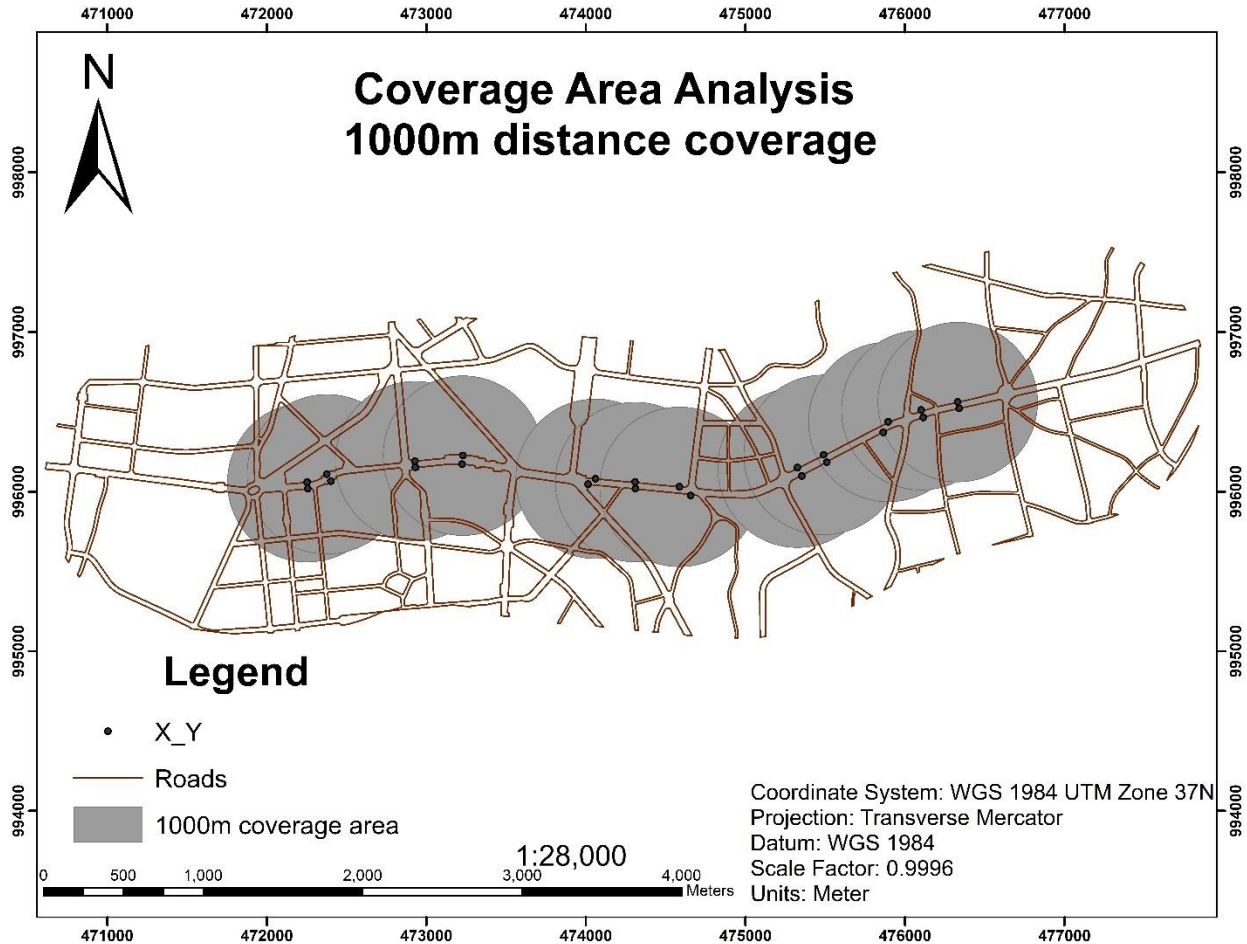 471000 472000 473000 474000 475000 476000 477000
N
Coverage Area Analysis
1000m distance coverage
998000 998000
997000 997000
996000 996000
995000 995000
Legend
X_Y
Roads
1000m coverage area
994000 994000
Coordinate System: WGS 1984 UTM Zone 37N
Projection: Transverse Mercator
Datum: WGS 1984
Scale Factor: 0.9996
Units: Meter
1:28,000
0 500 1,000 2,000 3,000 4,000
Meters
471000 472000 473000 474000 475000 476000 477000